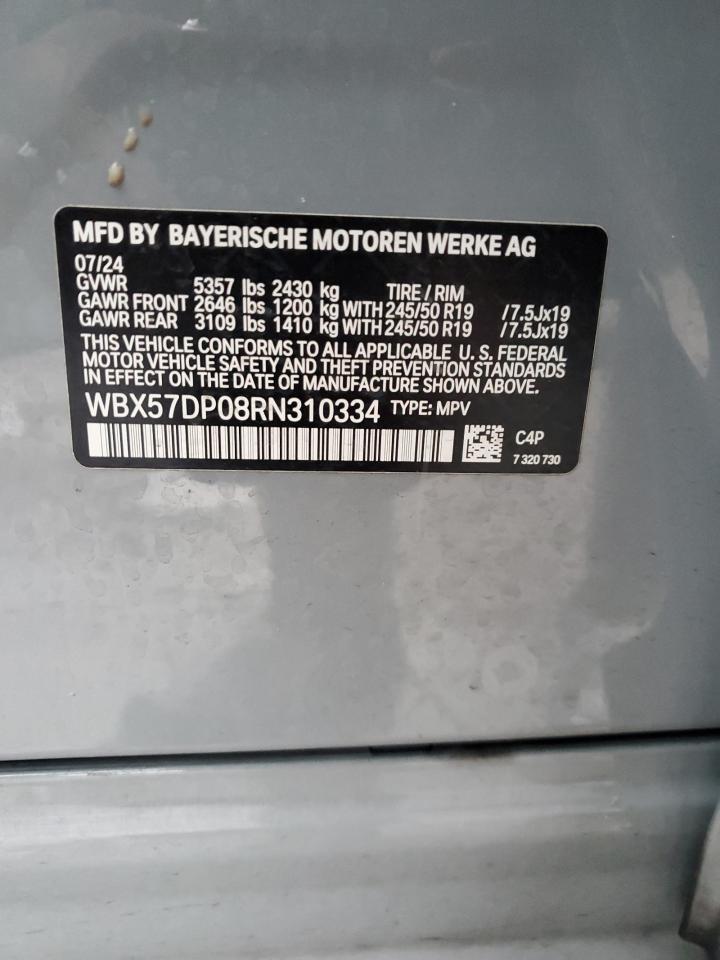 MFD BY BAYERISCHE MOTOREN WERKE AG
07/24
GVWR 5357 lbs 2430 kg TIRE / RIM
GAWR FRONT 2646 lbs 1200 kg WITH 245/50 R19 /7.5Jx19
GAWR REAR 3109 lbs 1410 kg WITH 245/50 R19 /7.5Jx19
THIS VEHICLE CONFORMS TO ALL APPLICABLE U. S. FEDERAL
MOTOR VEHICLE SAFETY AND THEFT PREVENTION STANDARDS
IN EFFECT ON THE DATE OF MANUFACTURE SHOWN ABOVE.
WBX57DP08RN310334 TYPE: MPV
C4P
7 320 730